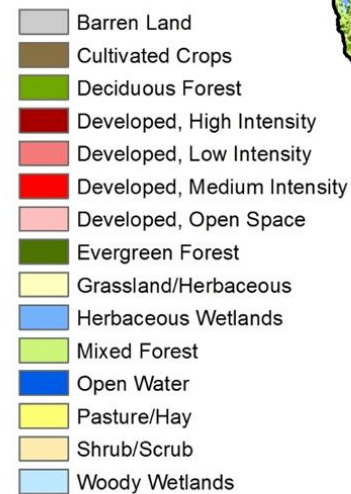 Barren Land
Cultivated Crops
Deciduous Forest
Developed, High Intensity
Developed, Low Intensity
Developed, Medium Intensity
Developed, Open Space
Evergreen Forest
Grassland/Herbaceous
Herbaceous Wetlands
Mixed Forest
Open Water
Pasture/Hay
Shrub/Scrub
Woody Wetlands